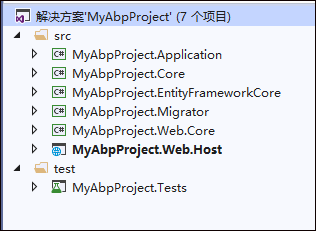 解决方案'MyAbpProject' (7 个项目)
src
C# MyAbpProject.Application
C# MyAbpProject.Core
C# MyAbpProject.EntityFrameworkCore
C# MyAbpProject.Migrator
C# MyAbpProject.Web.Core
MyAbpProject.Web.Host
test
MyAbpProject.Tests